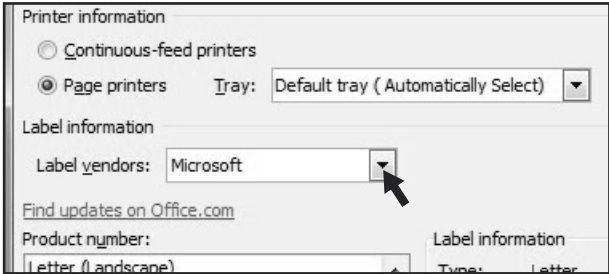 Printer information
Continuous-feed printers
Page printers Tray: Default tray ( Automatically Select)
Label information
Label vendors: Microsoft
Find updates on Office.com
Product number: Label information
Letter (Landscape) Type: Letter